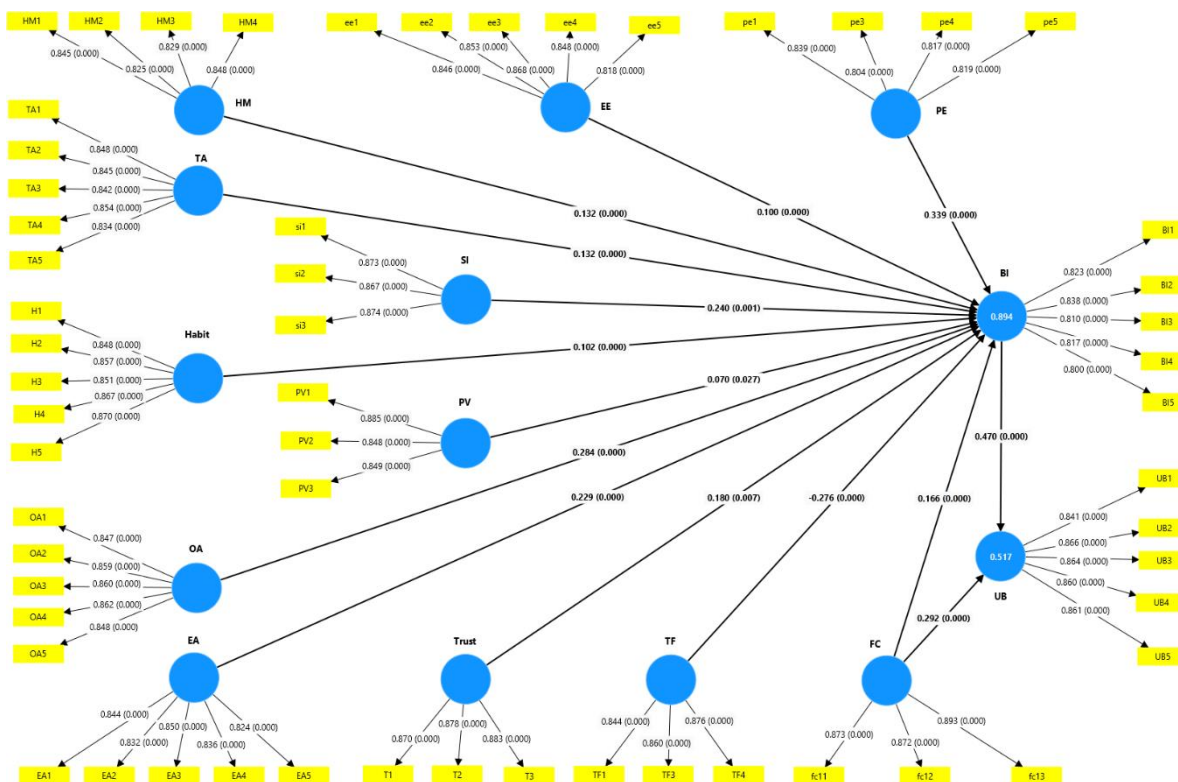 HM1
HM2
HM3
HM4
0.845 (0.000)
0.825 (0.000)
0.829 (0.000)
0.848 (0.000)
HM
ee1
ee2
ee3
ee4
ee5
0.846 (0.000)
0.853 (0.000)
0.868 (0.000)
0.848 (0.000)
0.818 (0.000)
EE
pe1
pe3
pe4
pe5
0.839 (0.000)
0.804 (0.000)
0.817 (0.000)
0.819 (0.000)
PE
TA1
TA2
TA3
TA4
TA5
0.848 (0.000)
0.845 (0.000)
0.842 (0.000)
0.854 (0.000)
0.834 (0.000)
TA
0.132 (0.000)
0.100 (0.000)
0.339 (0.000)
0.132 (0.000)
si1
si2
si3
0.873 (0.000)
0.867 (0.000)
0.874 (0.000)
SI
0.240 (0.001)
BI
0.894
BI1
BI2
BI3
BI4
BI5
0.823 (0.000)
0.838 (0.000)
0.810 (0.000)
0.817 (0.000)
0.800 (0.000)
H1
H2
H3
H4
H5
0.848 (0.000)
0.857 (0.000)
0.851 (0.000)
0.867 (0.000)
0.870 (0.000)
Habit
0.102 (0.000)
PV1
PV2
PV3
0.885 (0.000)
0.848 (0.000)
0.849 (0.000)
PV
0.070 (0.027)
0.284 (0.000)
0.229 (0.000)
0.180 (0.007)
-0.276 (0.000)
0.166 (0.000)
0.470 (0.000)
OA1
OA2
OA3
OA4
OA5
0.847 (0.000)
0.859 (0.000)
0.860 (0.000)
0.862 (0.000)
0.848 (0.000)
OA
0.517
UB
UB1
UB2
UB3
UB4
UB5
0.841 (0.000)
0.866 (0.000)
0.864 (0.000)
0.860 (0.000)
0.861 (0.000)
0.292 (0.000)
EA
0.844 (0.000)
0.832 (0.000)
0.850 (0.000)
0.836 (0.000)
0.824 (0.000)
EA1
EA2
EA3
EA4
EA5
Trust
0.870 (0.000)
0.878 (0.000)
0.883 (0.000)
T1
T2
T3
TF
0.844 (0.000)
0.860 (0.000)
0.876 (0.000)
TF1
TF3
TF4
FC
0.873 (0.000)
0.872 (0.000)
0.893 (0.000)
fc11
fc12
fc13